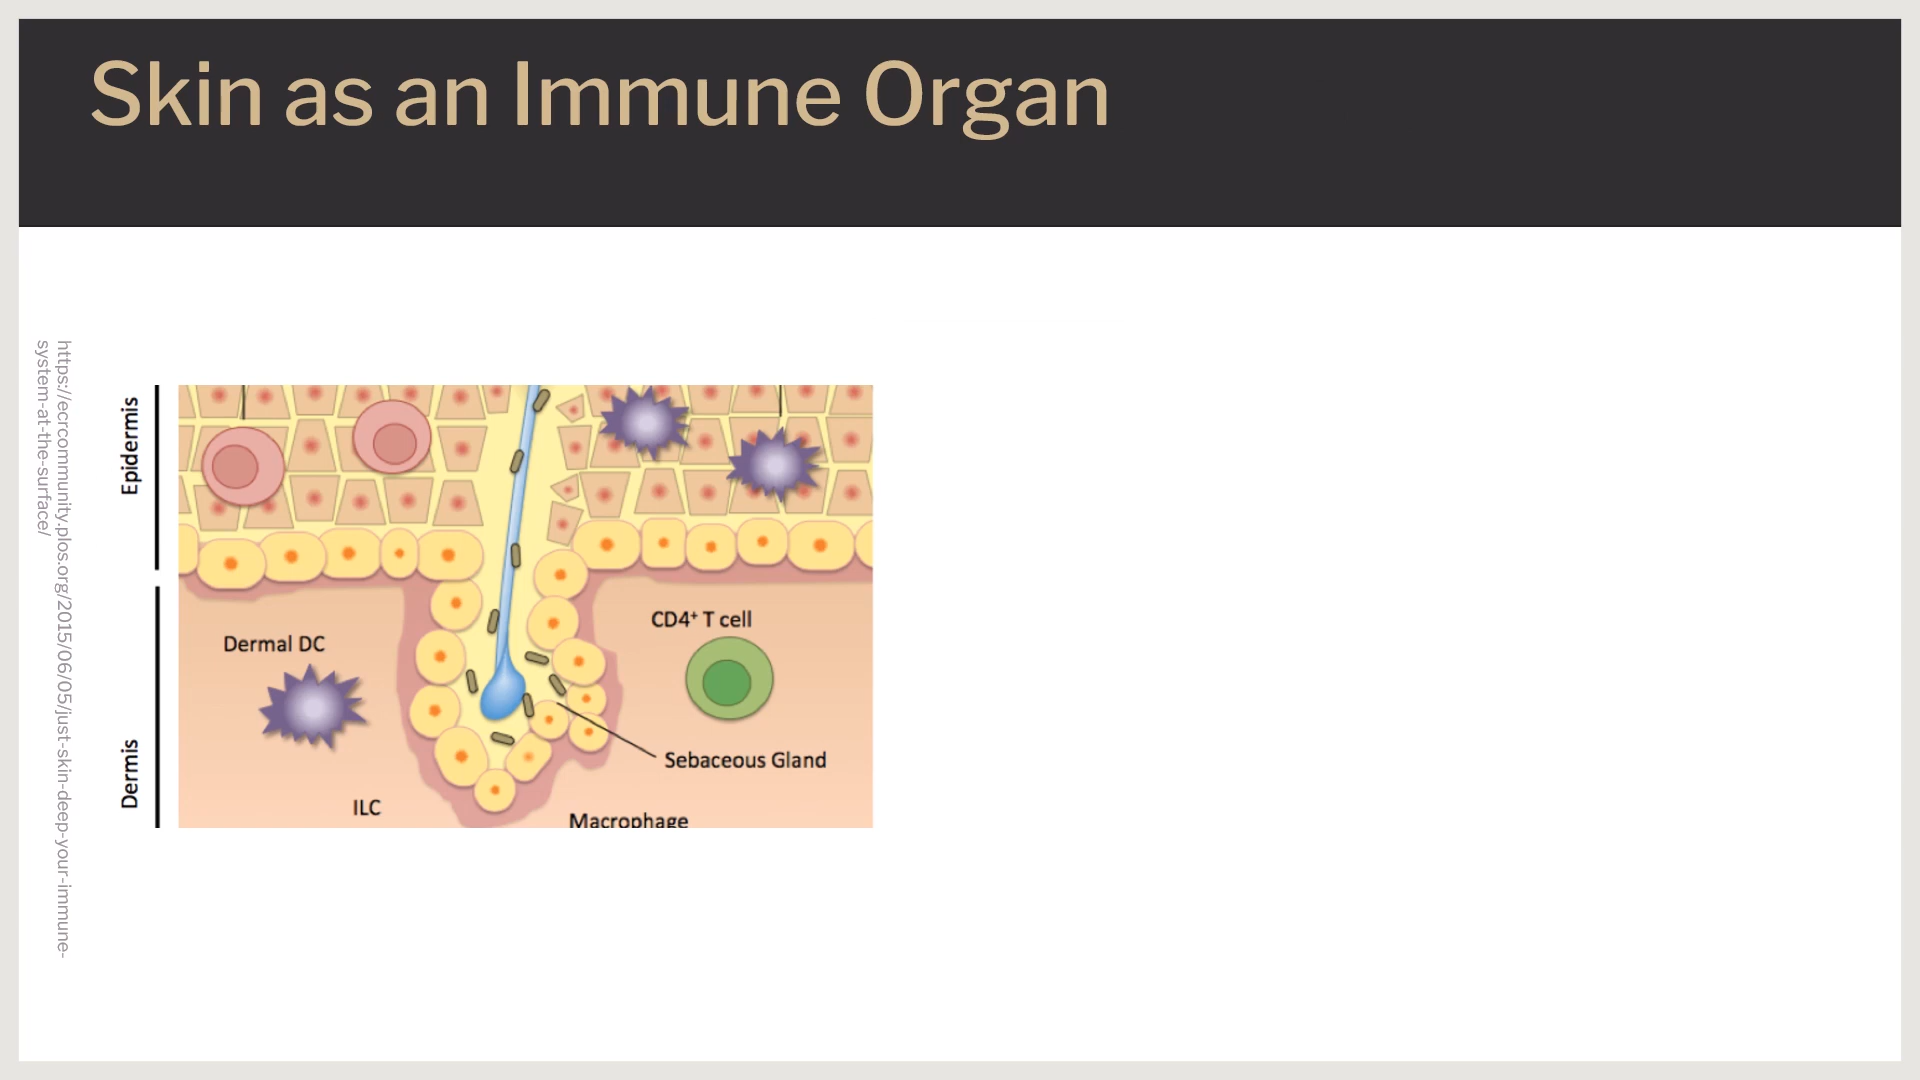 Skin as an Immune Organ
https://ecrcommunity.plos.org/2015/06/05/just-skin-deep-your-immune-
system-at-the-surface/
Epidermis
Dermis
Dermal DC
CD4⁺ T cell
Sebaceous Gland
ILC
Macrophage